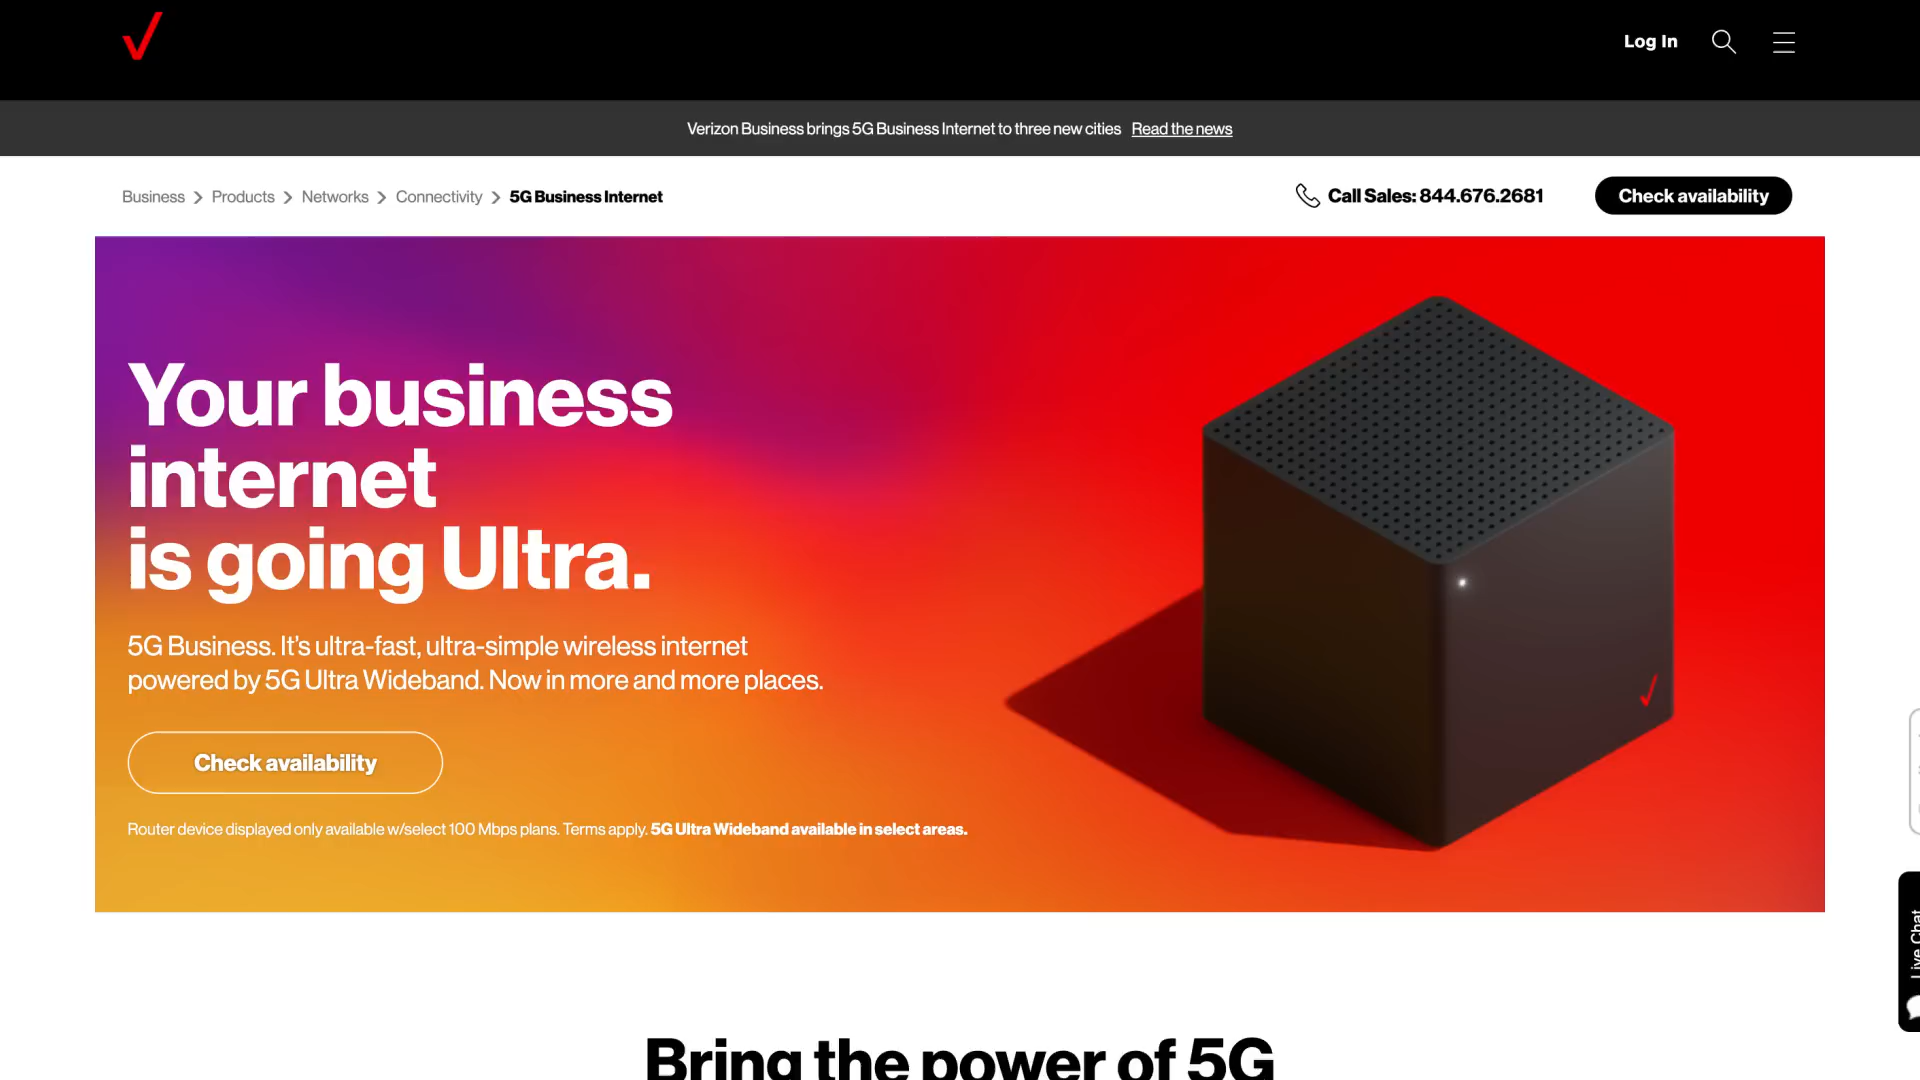 Log In
Verizon Business brings 5G Business Internet to three new cities Read the news
Business Products Networks Connectivity 5G Business Internet
Call Sales: 844.676.2681
Check availability
Your business
internet
is going Ultra.
5G Business. It’s ultra-fast, ultra-simple wireless internet
powered by 5G Ultra Wideband. Now in more and more places.
Check availability
Router device displayed only available w/select 100 Mbps plans. Terms apply. 5G Ultra Wideband available in select areas.
Live Chat
Bring the power of 5G